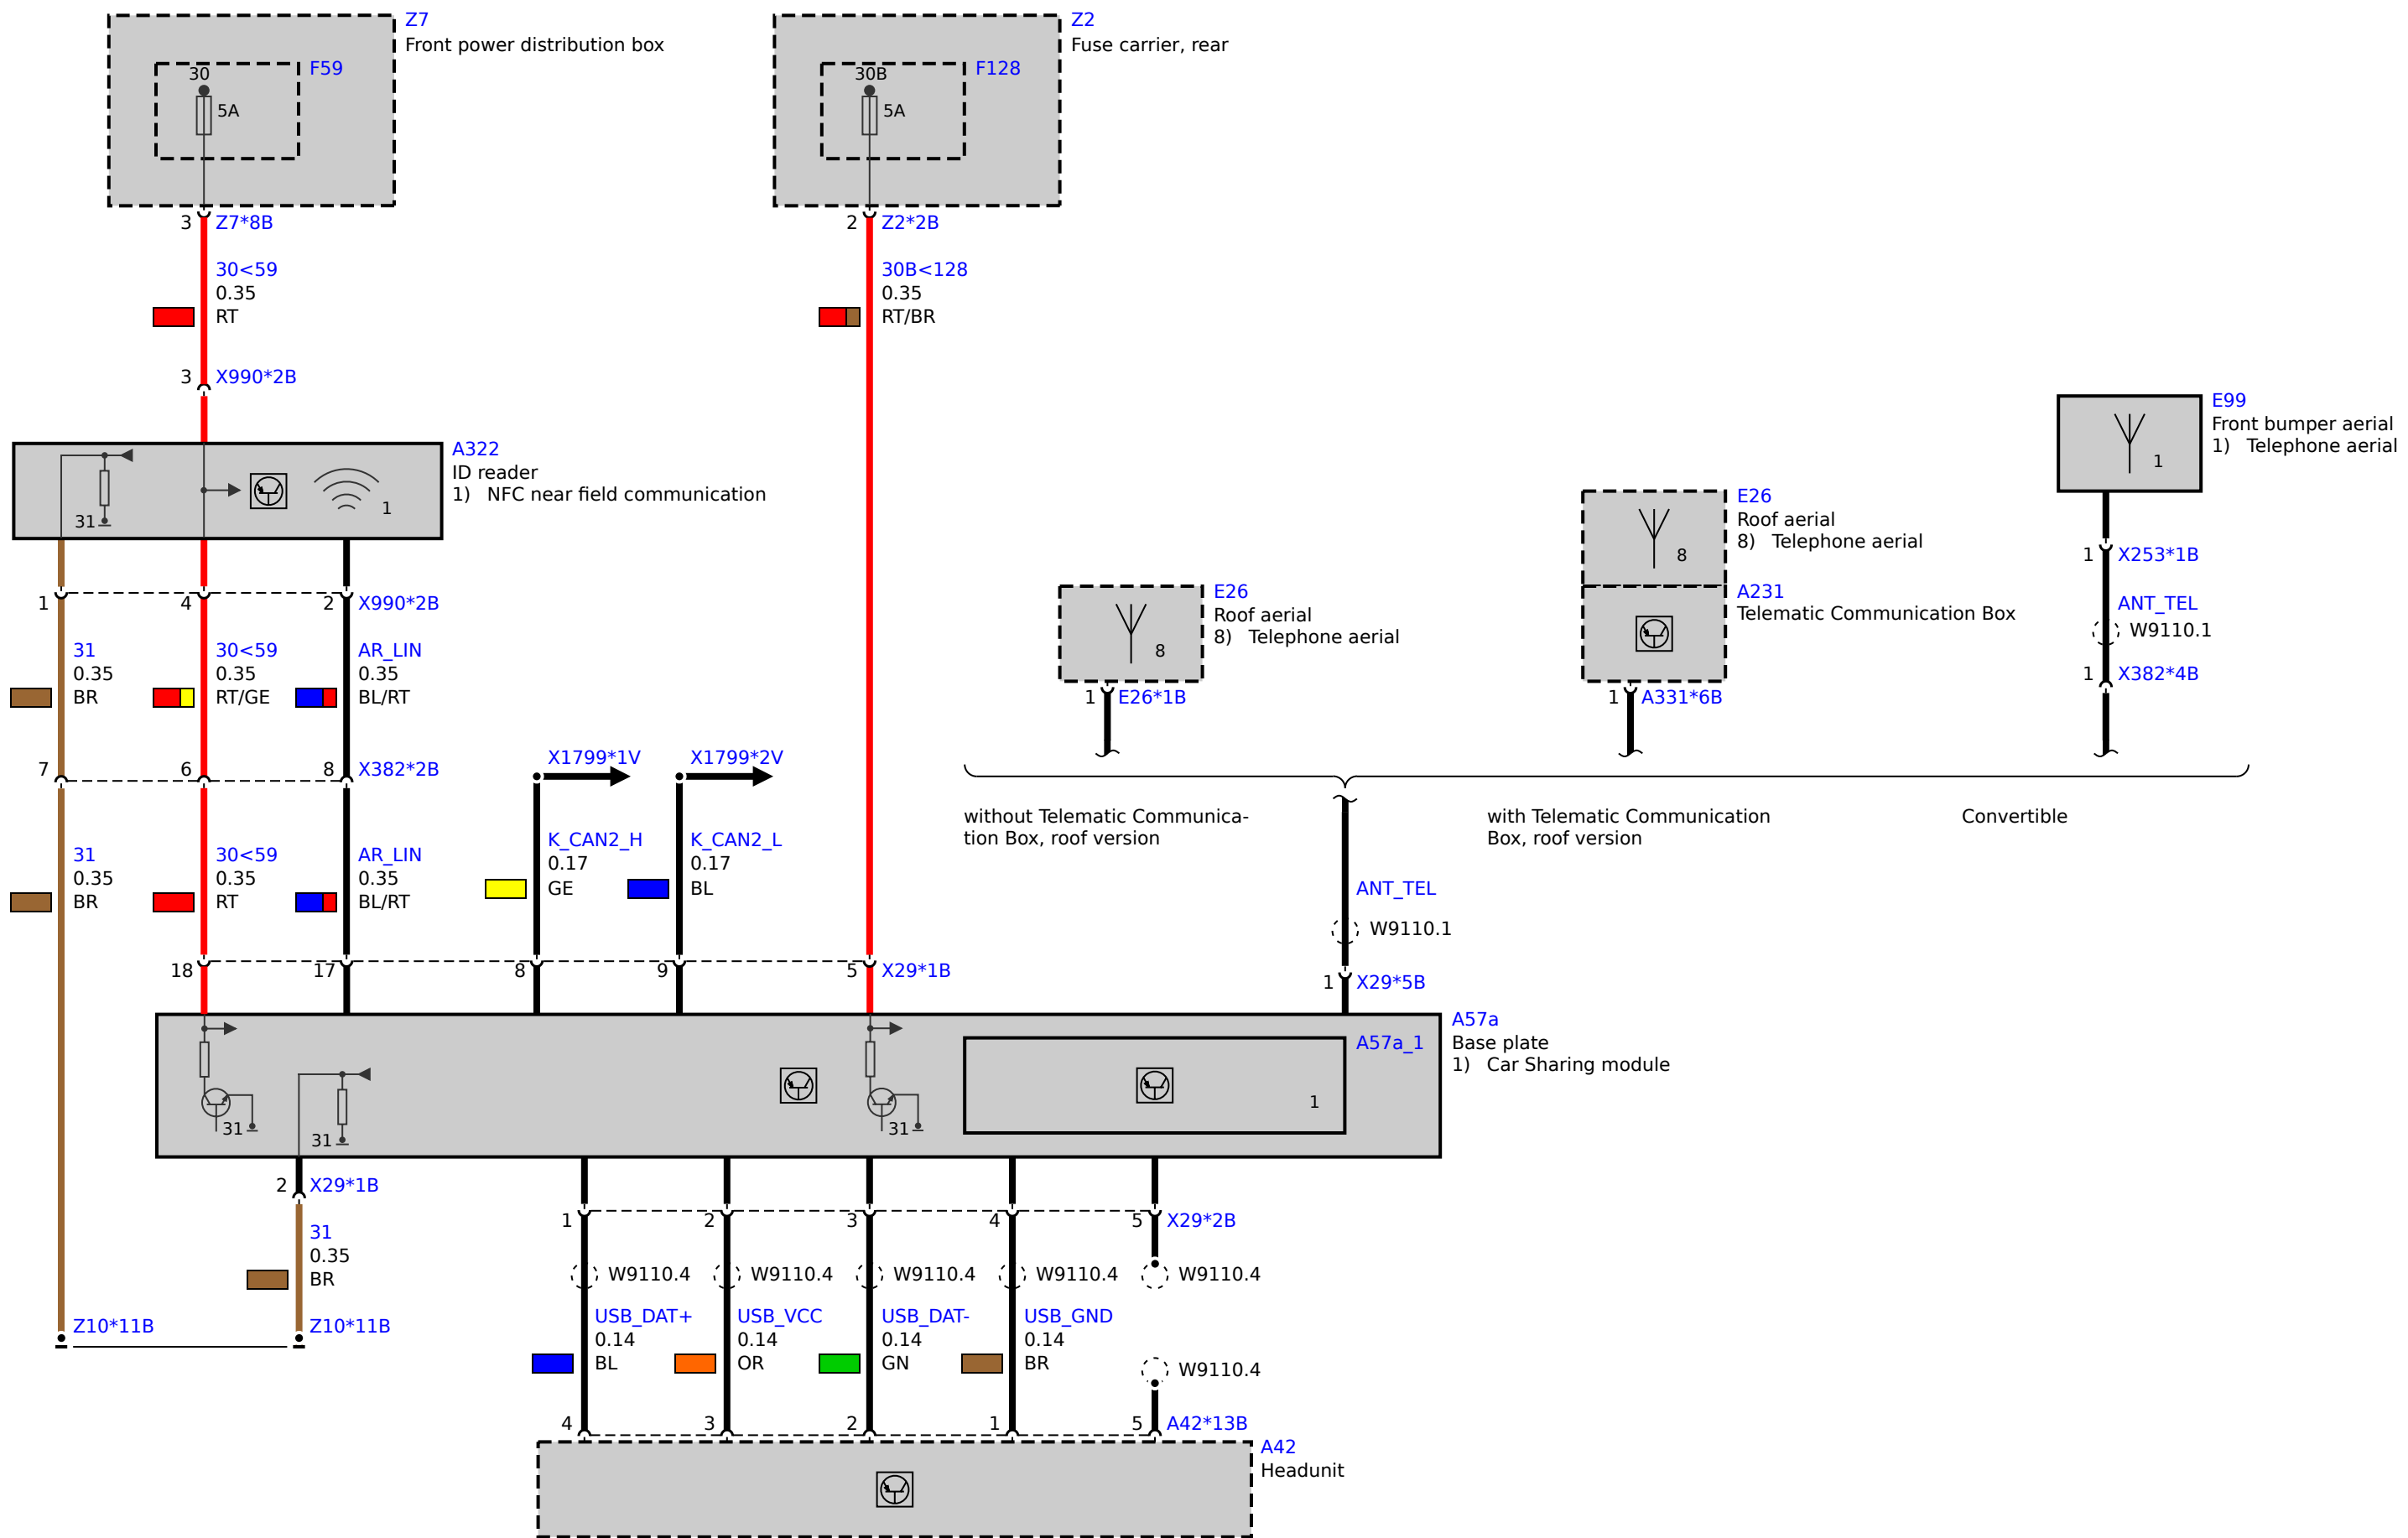 Z7
Front power distribution box
F59
30
5A
3 Z7*8B
30<59
0.35
RT
3 X990*2B
Z2
Fuse carrier, rear
F128
30B
5A
2 Z2*2B
30B<128
0.35
RT/BR
A322
ID reader
1) NFC near field communication
31
1
1 4 2 X990*2B
31
0.35
BR
30<59
0.35
RT/GE
AR_LIN
0.35
BL/RT
7 6 8 X382*2B
31
0.35
BR
30<59
0.35
RT
AR_LIN
0.35
BL/RT
X1799*1V
K_CAN2_H
0.17
GE
X1799*2V
K_CAN2_L
0.17
BL
E26
Roof aerial
8) Telephone aerial
8
1 E26*1B
E26
Roof aerial
8) Telephone aerial
8
A231
Telematic Communication Box
1 A331*6B
E99
Front bumper aerial
1) Telephone aerial
1
1 X253*1B
ANT_TEL
W9110.1
1 X382*4B
without Telematic Communica-
tion Box, roof version
with Telematic Communication
Box, roof version
Convertible
ANT_TEL
W9110.1
1 X29*5B
18 17 8 9 5 X29*1B
A57a
Base plate
1) Car Sharing module
A57a_1
1
31
31
31
2 X29*1B
31
0.35
BR
Z10*11B
Z10*11B
1 2 3 4 5 X29*2B
W9110.4
W9110.4
W9110.4
W9110.4
W9110.4
USB_DAT+
0.14
BL
USB_VCC
0.14
OR
USB_DAT-
0.14
GN
USB_GND
0.14
BR
W9110.4
4 3 2 1 5 A42*13B
A42
Headunit